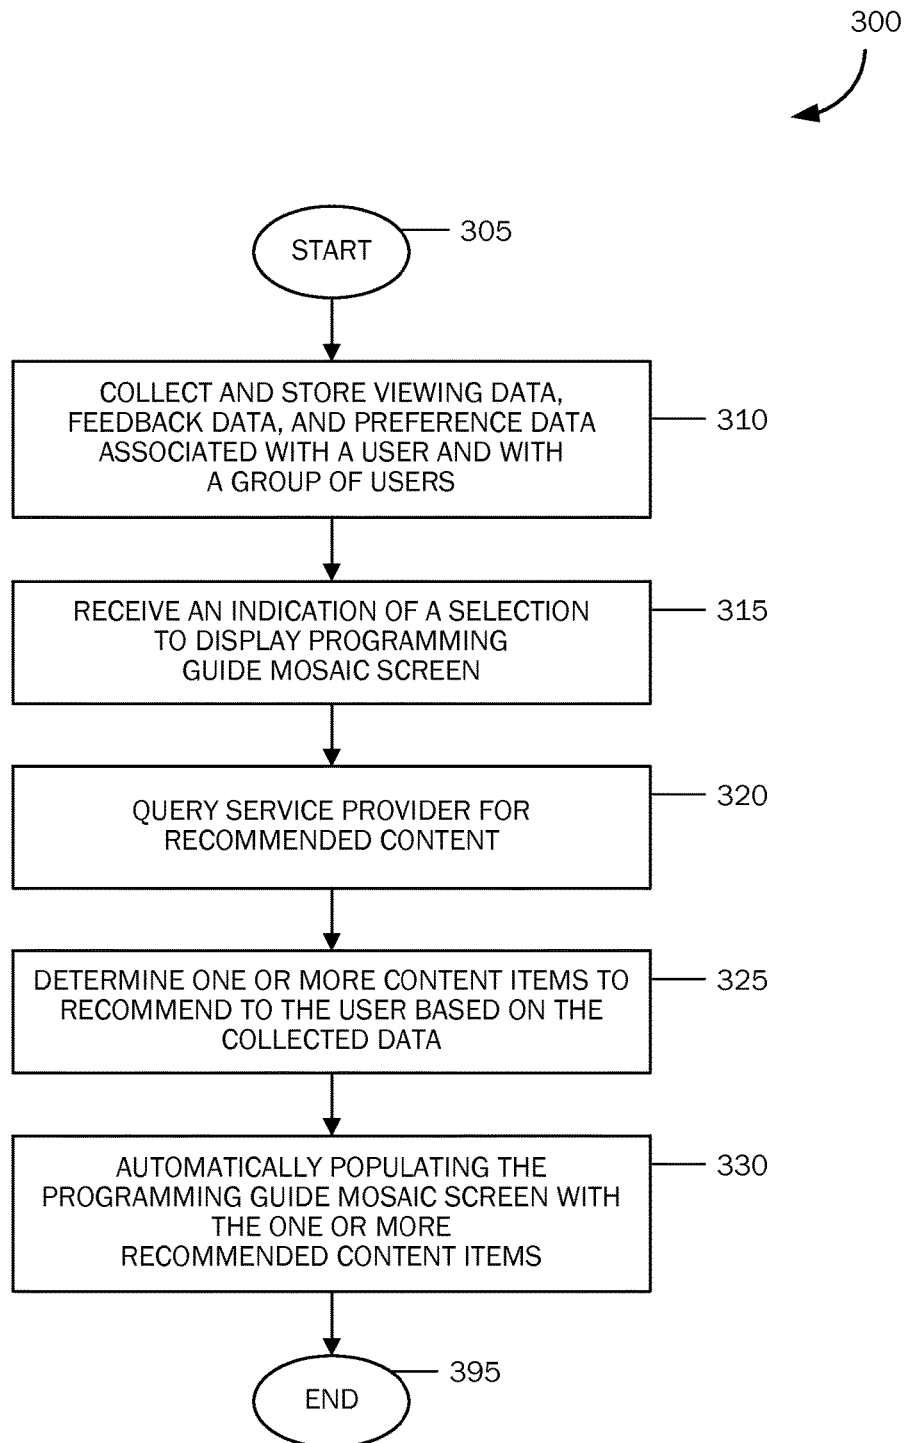 300
START
305
COLLECT AND STORE VIEWING DATA,
FEEDBACK DATA, AND PREFERENCE DATA
ASSOCIATED WITH A USER AND WITH
A GROUP OF USERS
310
RECEIVE AN INDICATION OF A SELECTION
TO DISPLAY PROGRAMMING
GUIDE MOSAIC SCREEN
315
QUERY SERVICE PROVIDER FOR
RECOMMENDED CONTENT
320
DETERMINE ONE OR MORE CONTENT ITEMS TO
RECOMMEND TO THE USER BASED ON THE
COLLECTED DATA
325
AUTOMATICALLY POPULATING THE
PROGRAMMING GUIDE MOSAIC SCREEN WITH
THE ONE OR MORE
RECOMMENDED CONTENT ITEMS
330
END
395